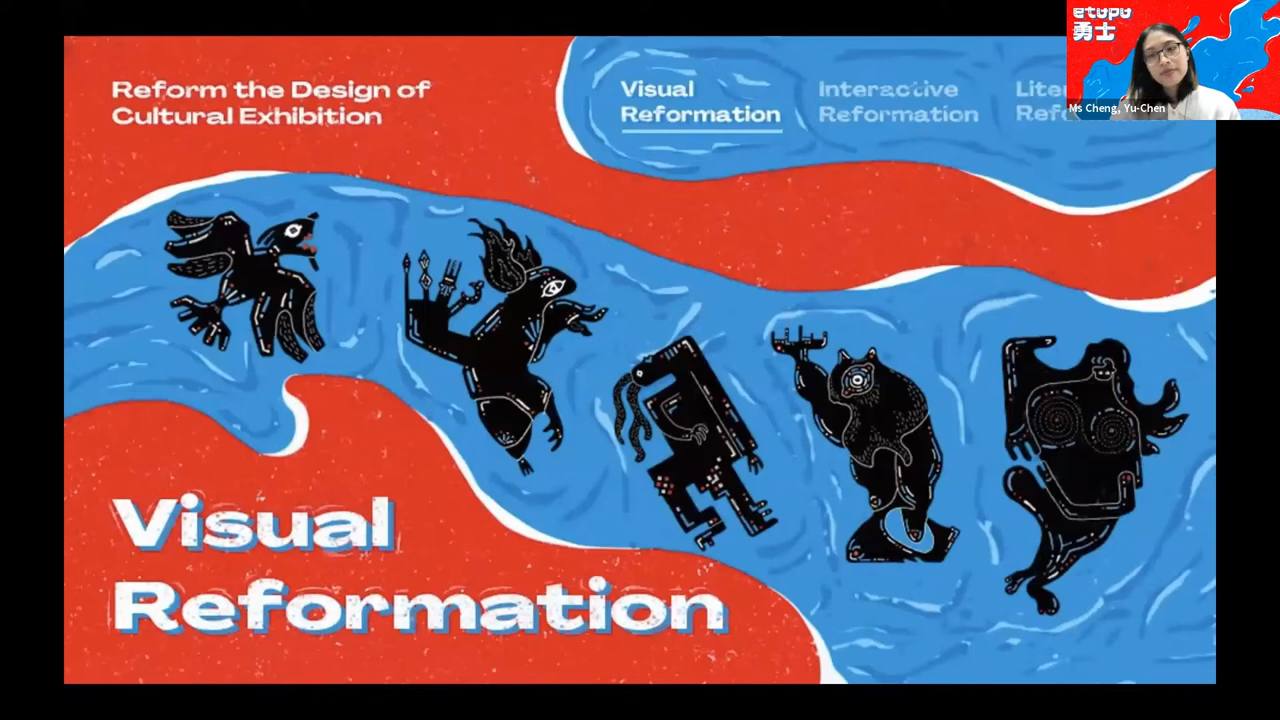 etupu
勇士
Ms Cheng, Yu-Chen
Reform the Design of
Cultural Exhibition
Visual
Reformation
Interactive
Reformation
Visual
Reformation